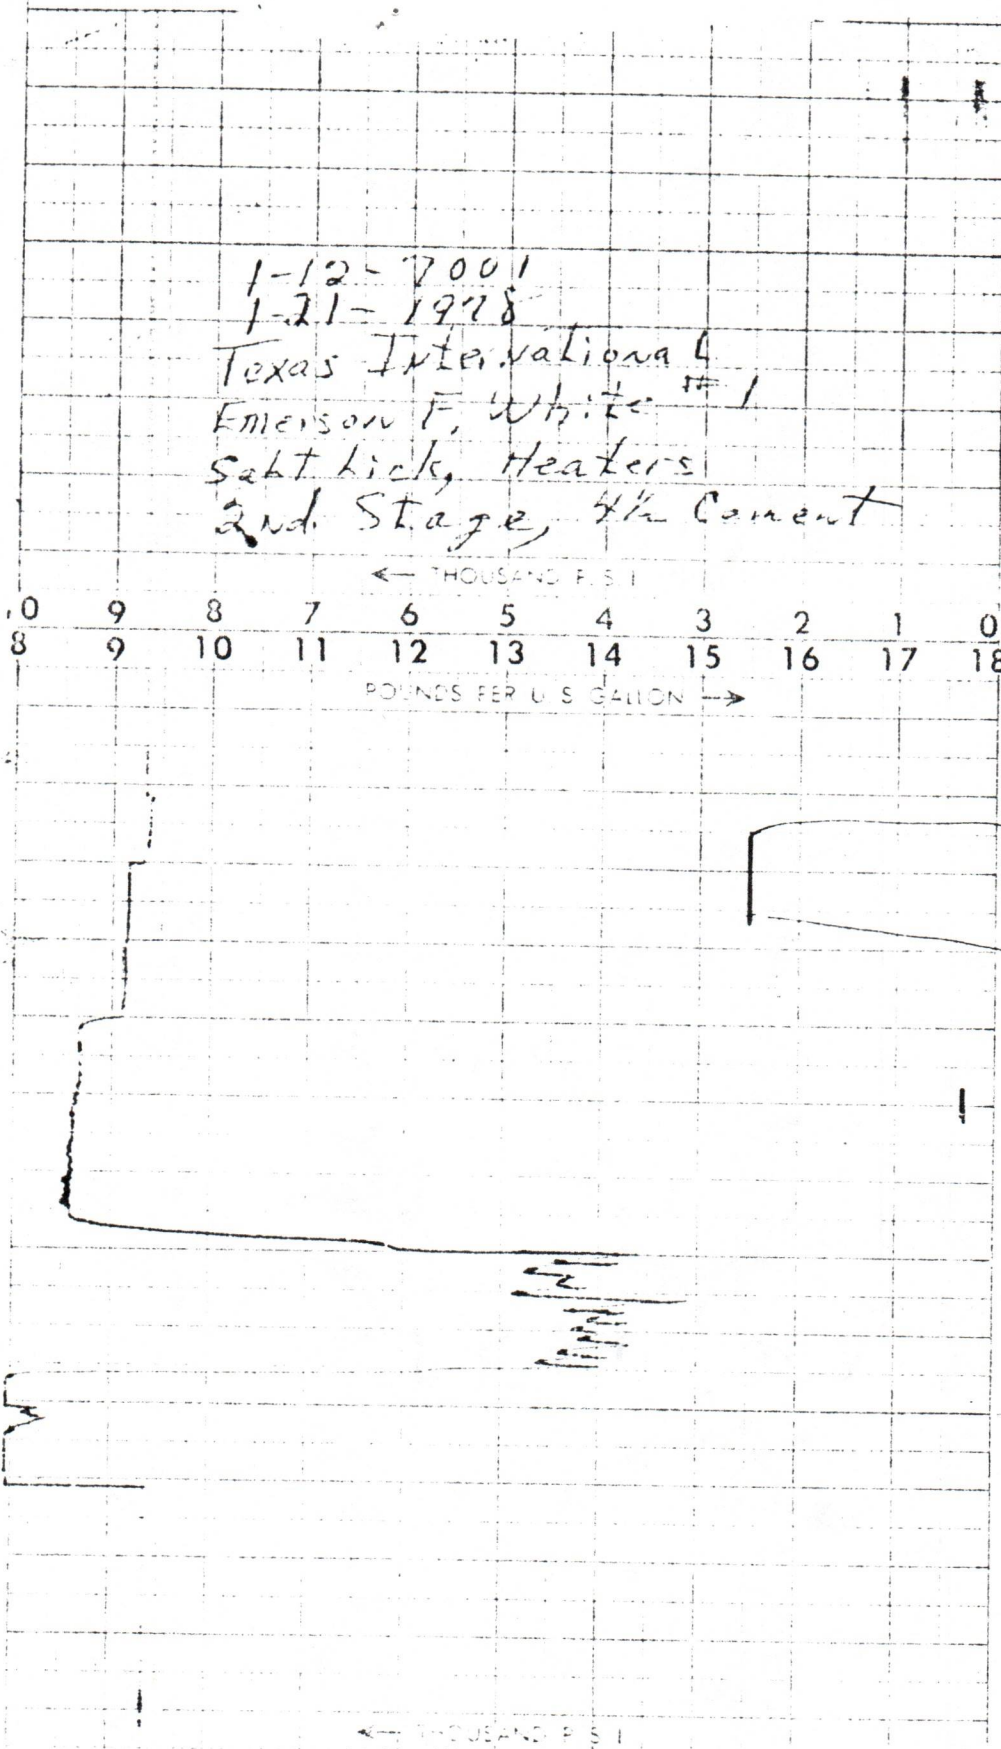 1-12-7001
1-21-1978
Texas International
Emerson F. White #1
Salt Lick, Heaters
2nd. Stage, 4½ Cement
← THOUSAND P. S. I
10 9 8 7 6 5 4 3 2 1 0
8 9 10 11 12 13 14 15 16 17 18
POUNDS PER U. S. GALLON →
← THOUSAND P. S. I